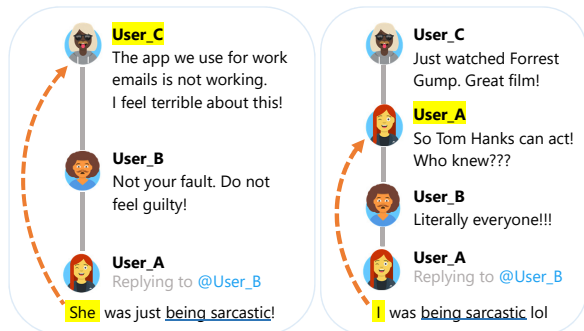 User_C
The app we use for work
emails is not working.
I feel terrible about this!
User_B
Not your fault. Do not
feel guilty!
User_A
Replying to @User_B
She was just being sarcastic!
User_C
Just watched Forrest
Gump. Great film!
User_A
So Tom Hanks can act!
Who knew???
User_B
Literally everyone!!!
User_A
Replying to @User_B
I was being sarcastic lol